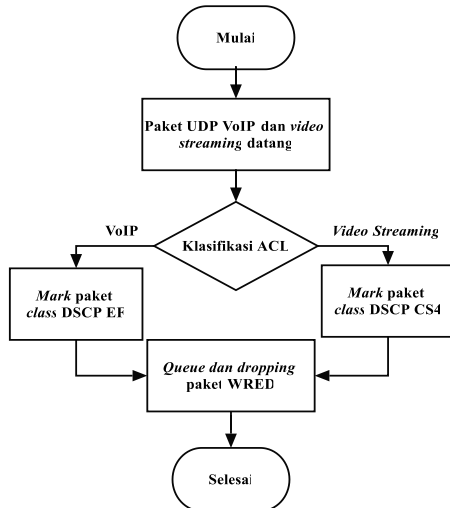 Mulai
Paket UDP VoIP dan video
streaming datang
Klasifikasi ACL
VoIP
Video Streaming
Mark paket
class DSCP EF
Mark paket
class DSCP CS4
Queue dan dropping
paket WRED
Selesai